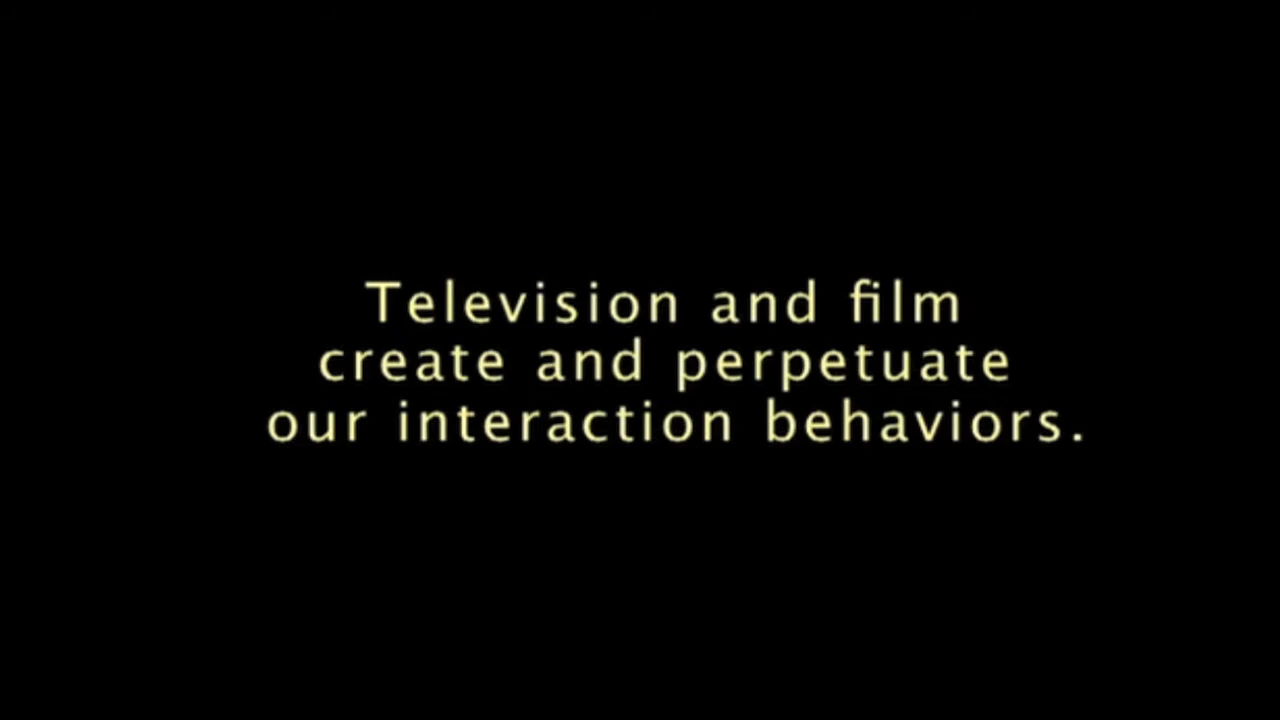 Television and film
create and perpetuate
our interaction behaviors.